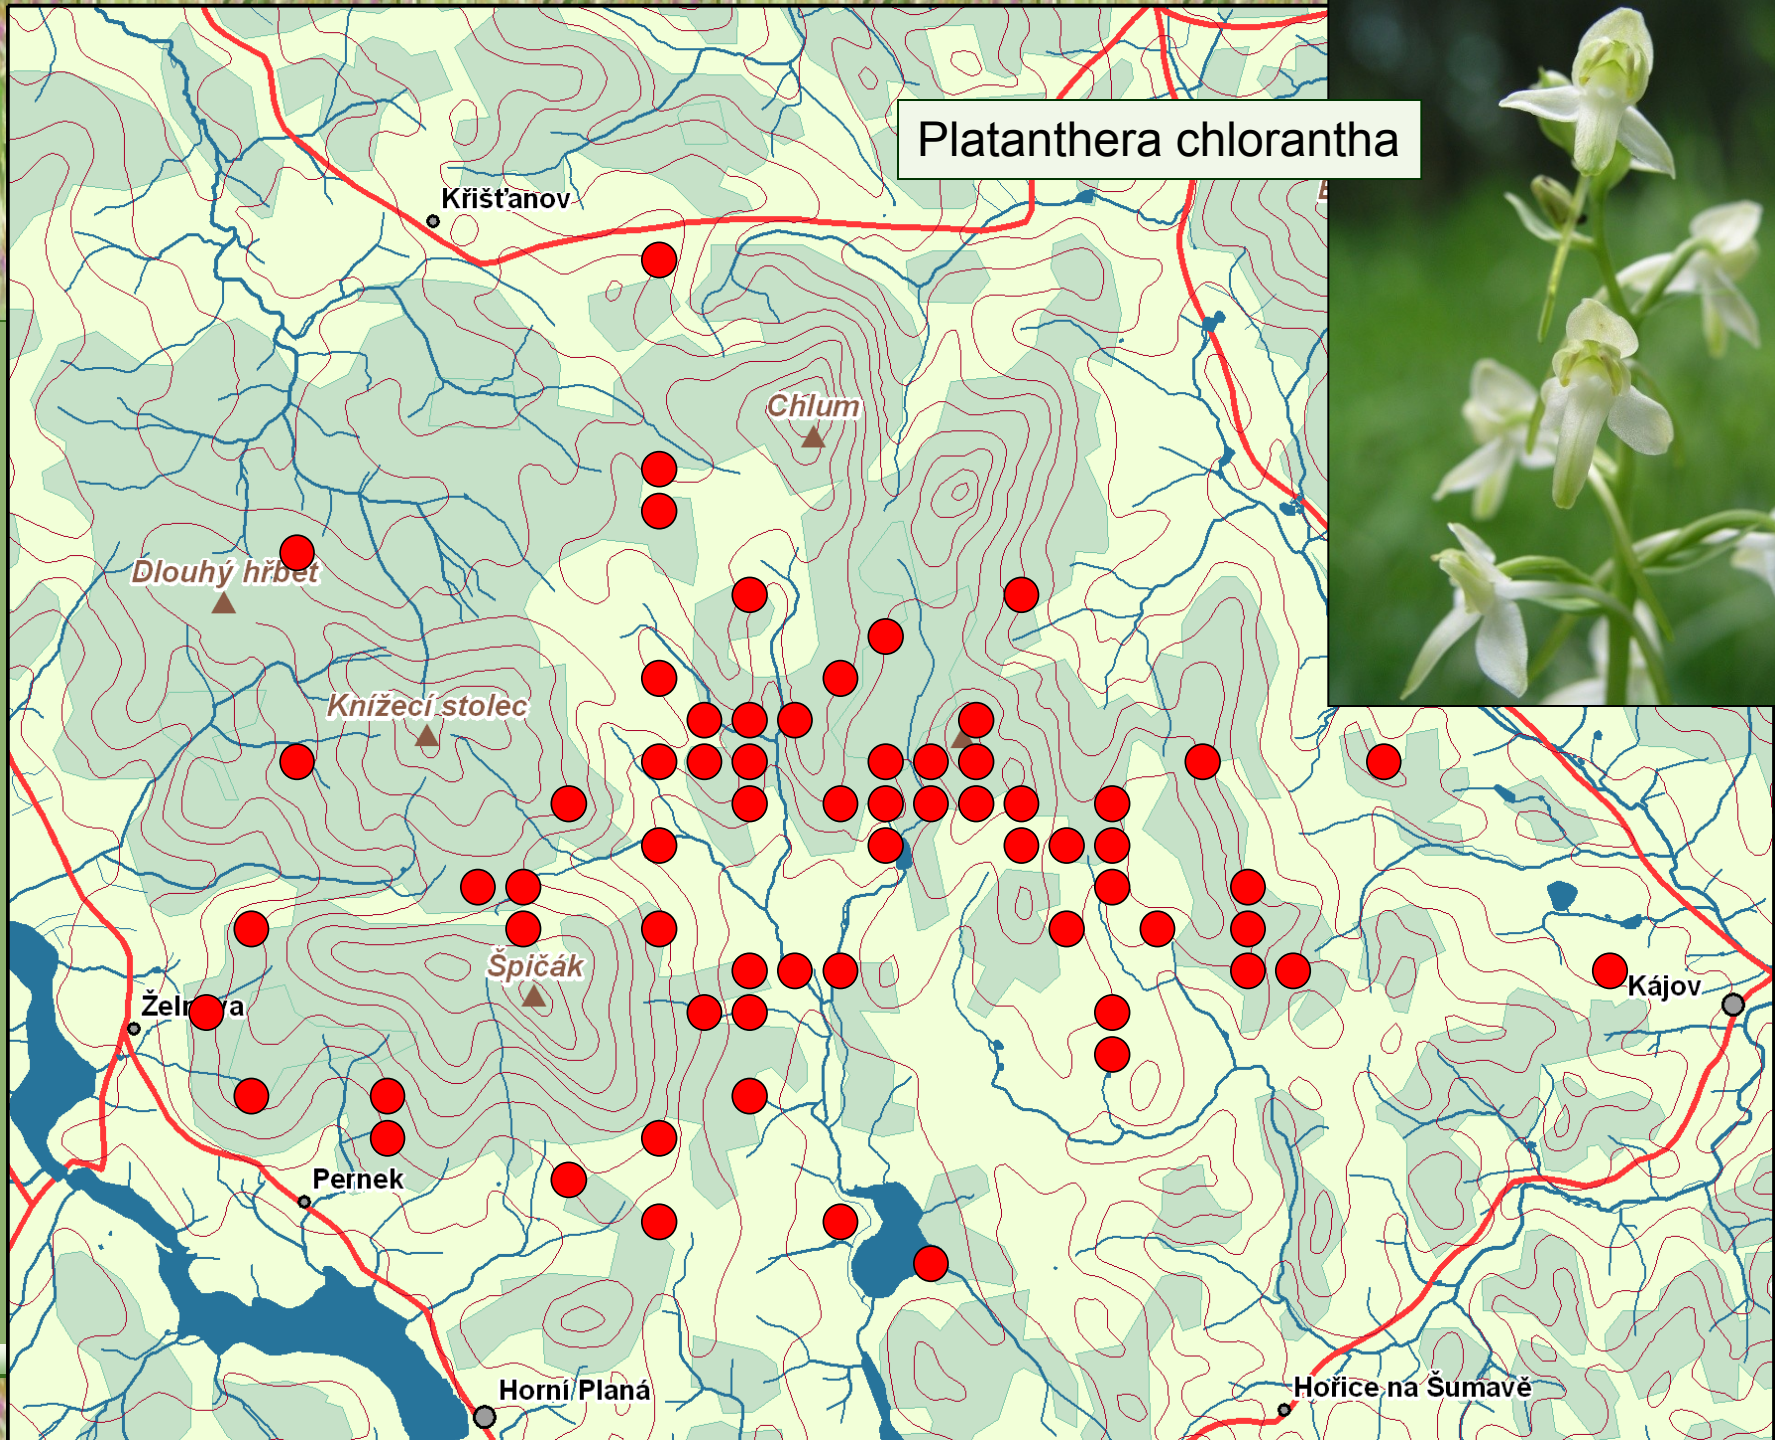 Platanthera chlorantha
Křišťanov
Chlum
Dlouhý hřbet
Knížecí stolec
Špičák
Kájov
Pernek
Horní Planá
Hořice na Šumavě